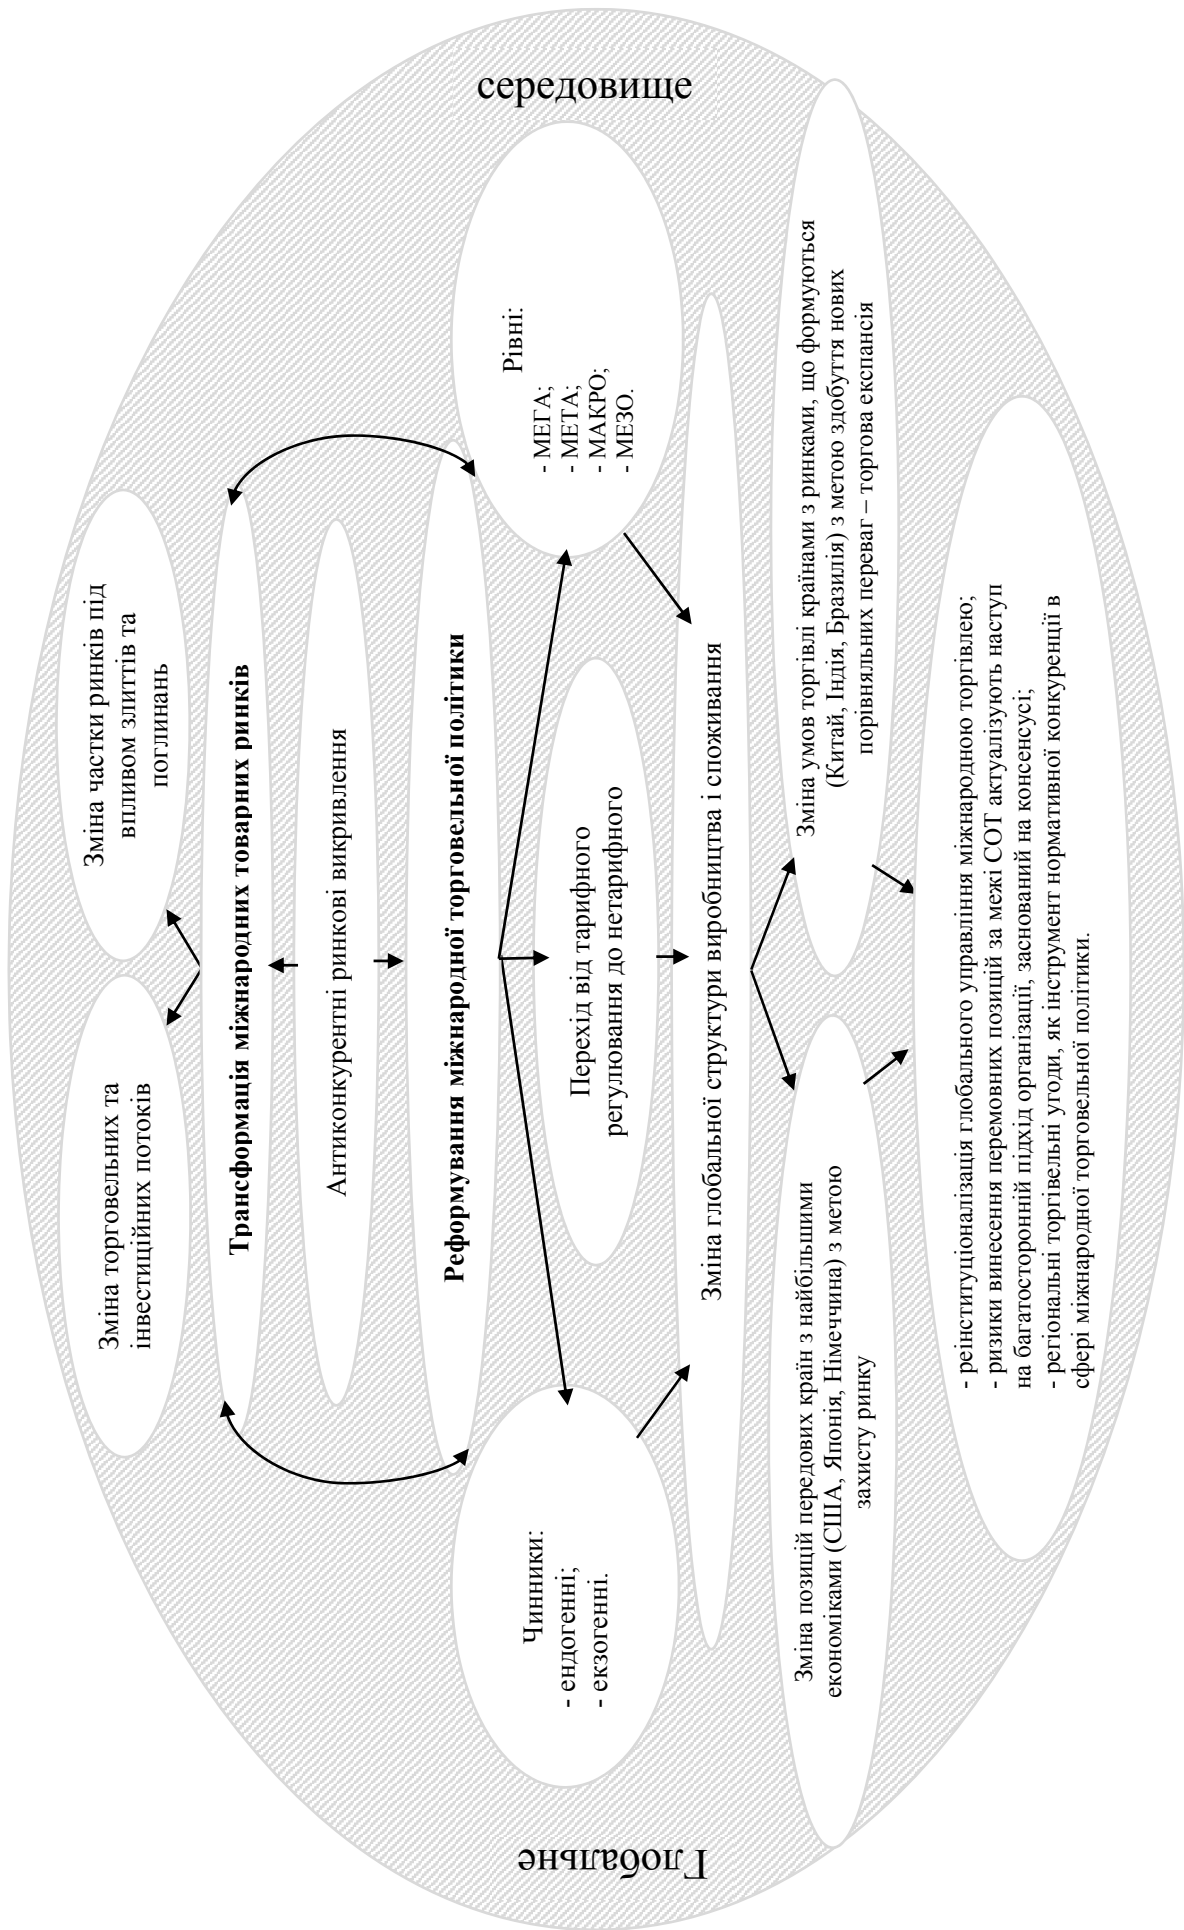 Глобальне
середовище
Зміна торговельних та
інвестиційних потоків
Зміна частки ринків під
впливом злиттів та
поглинань
Трансформація міжнародних товарних ринків
Антиконкурентні ринкові викривлення
Реформування міжнародної торговельної політики
Чинники:
- ендогенні;
- екзогенні.
Перехід від тарифного
регулювання до нетарифного
Рівні:
- МЕГА;
- МЕТА;
- МАКРО;
- МЕЗО.
Зміна глобальної структури виробництва і споживання
Зміна позицій передових країн з найбільшими
економіками (США, Японія, Німеччина) з метою
захисту ринку
Зміна умов торгівлі країнами з ринками, що формуються
(Китай, Індія, Бразилія) з метою здобуття нових
порівняльних переваг – торгова експансія
- реінституціоналізація глобального управління міжнародною торгівлею;
- ризики винесення перемовних позицій за межі СОТ актуалізують наступ
на багатосторонній підхід організації, заснований на консенсусі;
- регіональні торгівельні угоди, як інструмент нормативної конкуренції в
сфері міжнародної торговельної політики.